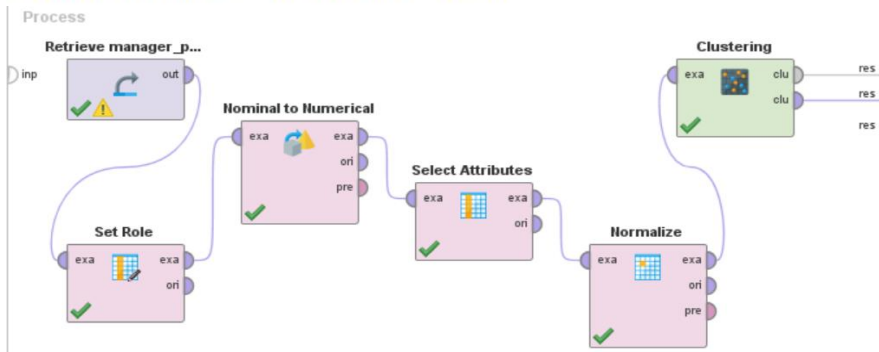 Process
Retrieve manager_p...
inp
out
Nominal to Numerical
exa
exa
ori
pre
Set Role
exa
exa
ori
Select Attributes
exa
exa
ori
Normalize
exa
exa
ori
pre
Clustering
exa
clu
clu
res
res
res